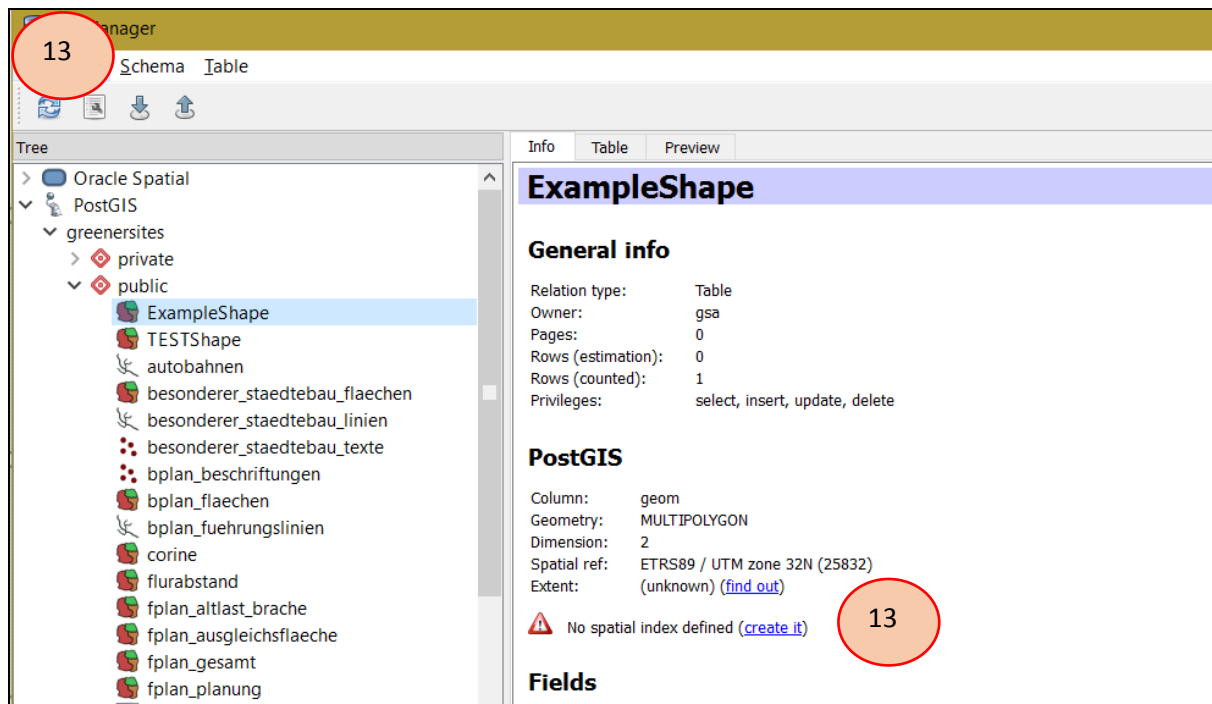 13
anager
Schema Table
Tree
Info Table Preview
Oracle Spatial
PostGIS
greenersites
private
public
ExampleShape
TESTShape
autobahnen
besonderer_staedtebau_flaechen
besonderer_staedtebau_linien
besonderer_staedtebau_texte
bplan_beschriftungen
bplan_flaechen
bplan_fuehrungslinien
corine
flurabstand
fplan_altlast_brache
fplan_ausgleichsflaeche
fplan_gesamt
fplan_planung
ExampleShape
General info
Relation type: Table
Owner: gsa
Pages: 0
Rows (estimation): 0
Rows (counted): 1
Privileges: select, insert, update, delete
PostGIS
Column: geom
Geometry: MULTIPOLYGON
Dimension: 2
Spatial ref: ETRS89 / UTM zone 32N (25832)
Extent: (unknown) (find out)
No spatial index defined (create it)
13
Fields